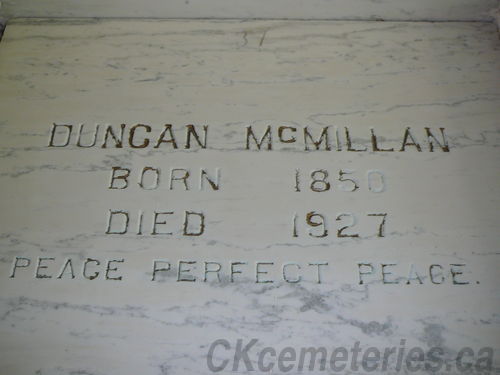 37
DUNCAN McMILLAN
BORN 1850
DIED 1927
PEACE PERFECT PEACE.
CKcemeteries.ca